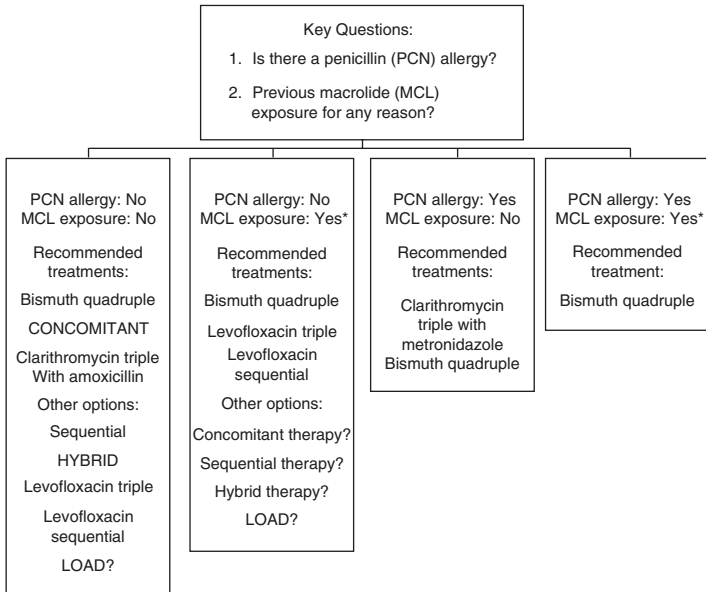 Key Questions:
1. Is there a penicillin (PCN) allergy?
2. Previous macrolide (MCL)
exposure for any reason?
PCN allergy: No
MCL exposure: No
Recommended
treatments:
Bismuth quadruple
CONCOMITANT
Clarithromycin triple
With amoxicillin
Other options:
Sequential
HYBRID
Levofloxacin triple
Levofloxacin
sequential
LOAD?
PCN allergy: No
MCL exposure: Yes*
Recommended
treatments:
Bismuth quadruple
Levofloxacin triple
Levofloxacin
sequential
Other options:
Concomitant therapy?
Sequential therapy?
Hybrid therapy?
LOAD?
PCN allergy: Yes
MCL exposure: No
Recommended
treatments:
Clarithromycin
triple with
metronidazole
Bismuth quadruple
PCN allergy: Yes
MCL exposure: Yes*
Recommended
treatment:
Bismuth quadruple